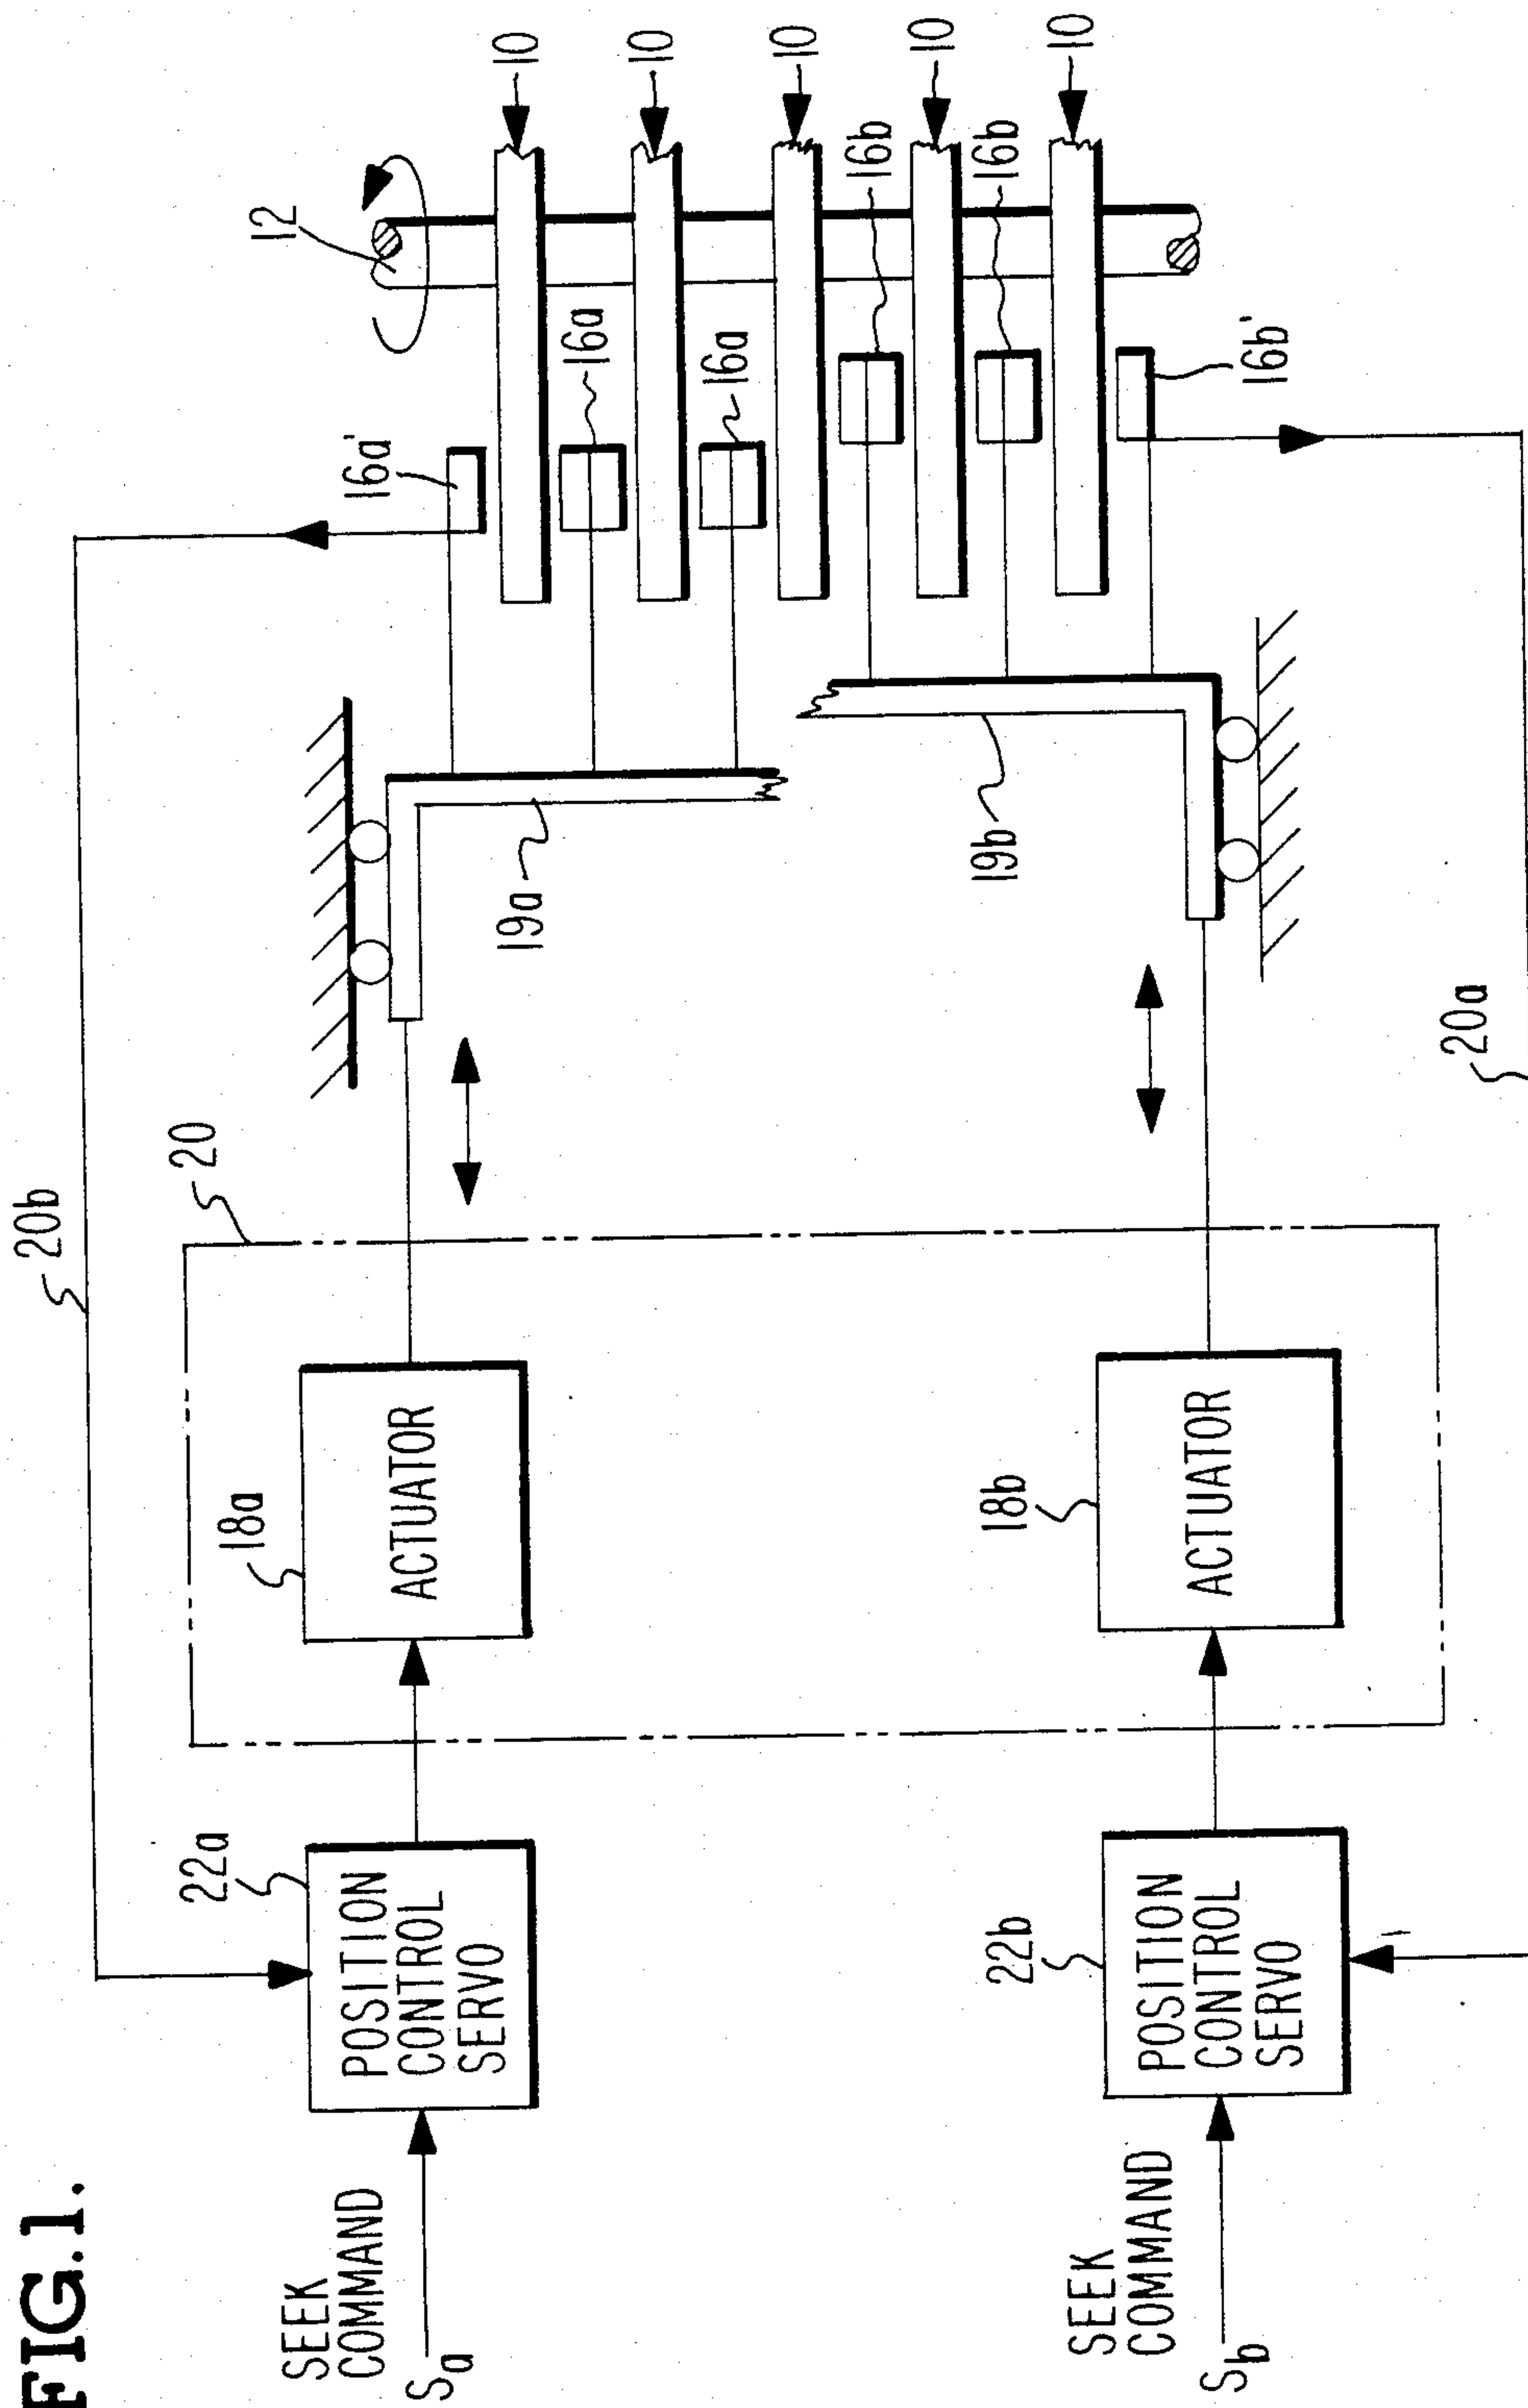 FIG.1.
20b
20
12
10
10
10
10
10
16a'
16a
16a
16b
16b
16b'
19a
19b
22a
18a
SEEK
COMMAND
Sa
POSITION
CONTROL
SERVO
ACTUATOR
22b
18b
SEEK
COMMAND
Sb
POSITION
CONTROL
SERVO
ACTUATOR
20a